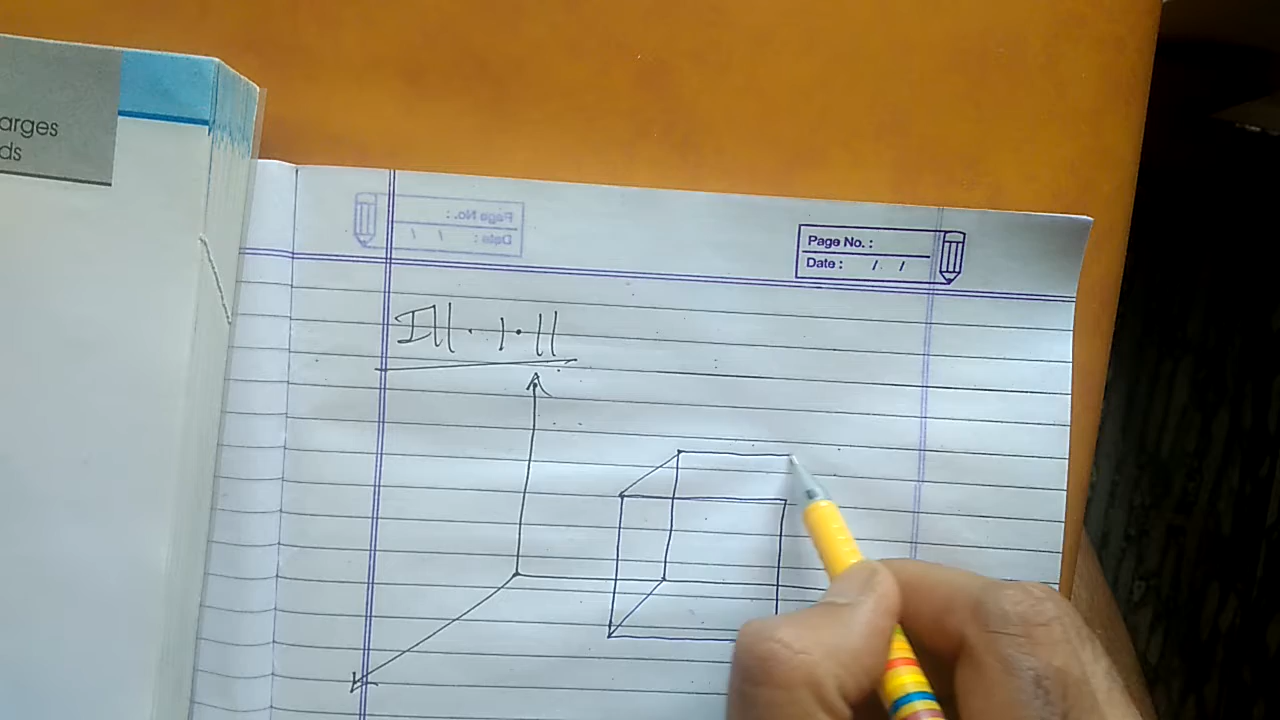 arges
ds
Page No. :
Date : / /
Page No. :
Date : / /
Ill. 1.11